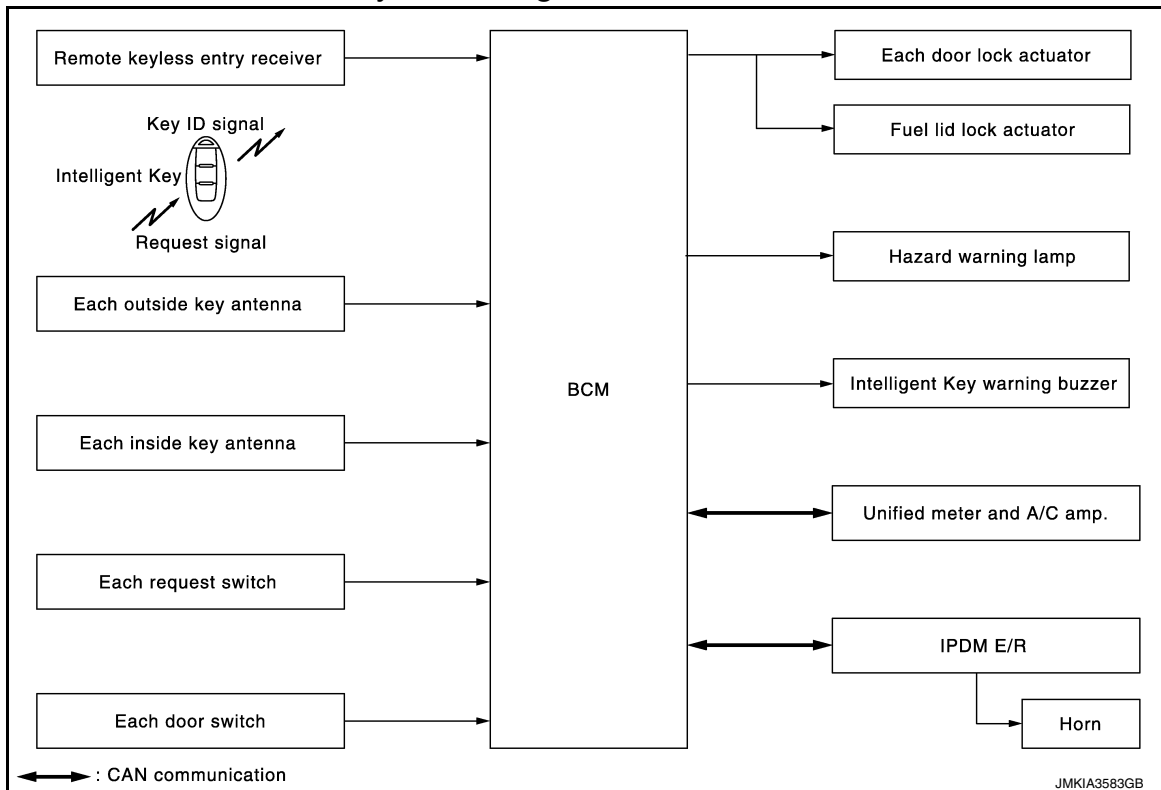 Remote keyless entry receiver
Key ID signal
Intelligent Key
Request signal
Each outside key antenna
Each inside key antenna
Each request switch
Each door switch
: CAN communication
BCM
Each door lock actuator
Fuel lid lock actuator
Hazard warning lamp
Intelligent Key warning buzzer
Unified meter and A/C amp.
IPDM E/R
Horn
JMKIA3583GB